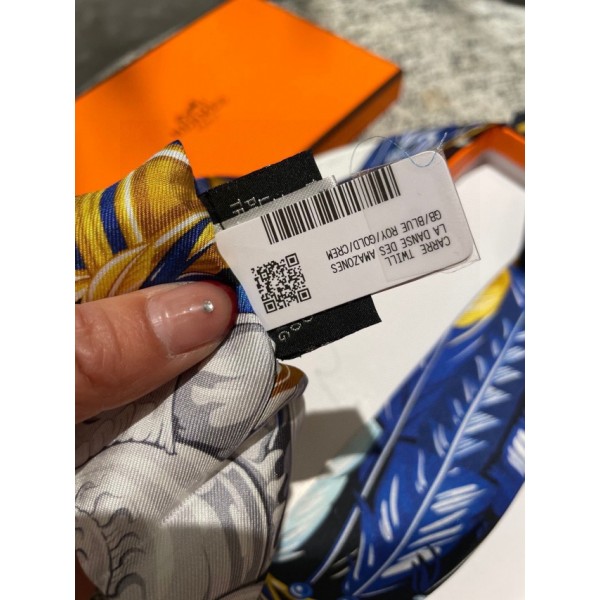 CARRE TWILL
LA DANSE DES AMAZONES
GB/BLUE ROY/GOLD/CREM